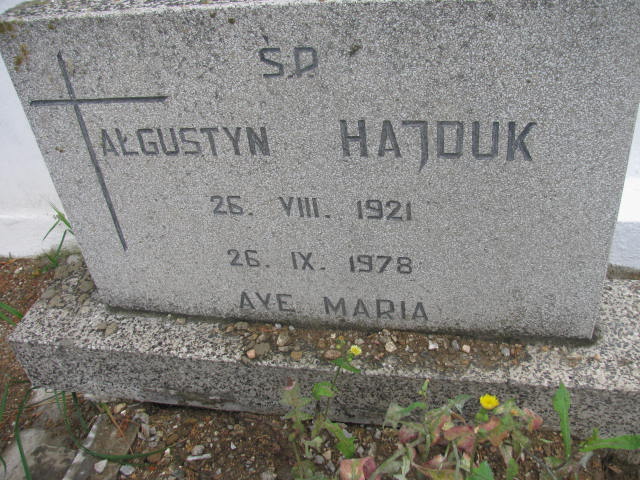 Ś.P.
AŁGUSTYN HAJDUK
26. VIII. 1921
26. IX. 1978
AVE MARIA